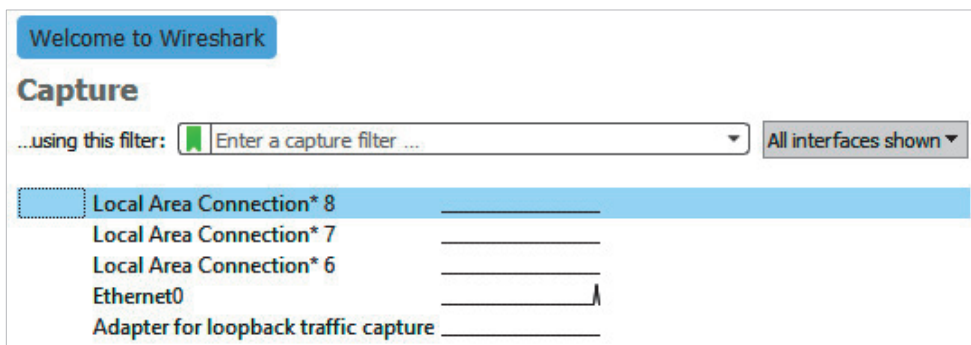 Welcome to Wireshark
Capture
...using this filter: Enter a capture filter ... All interfaces shown
Local Area Connection* 8
Local Area Connection* 7
Local Area Connection* 6
Ethernet0
Adapter for loopback traffic capture